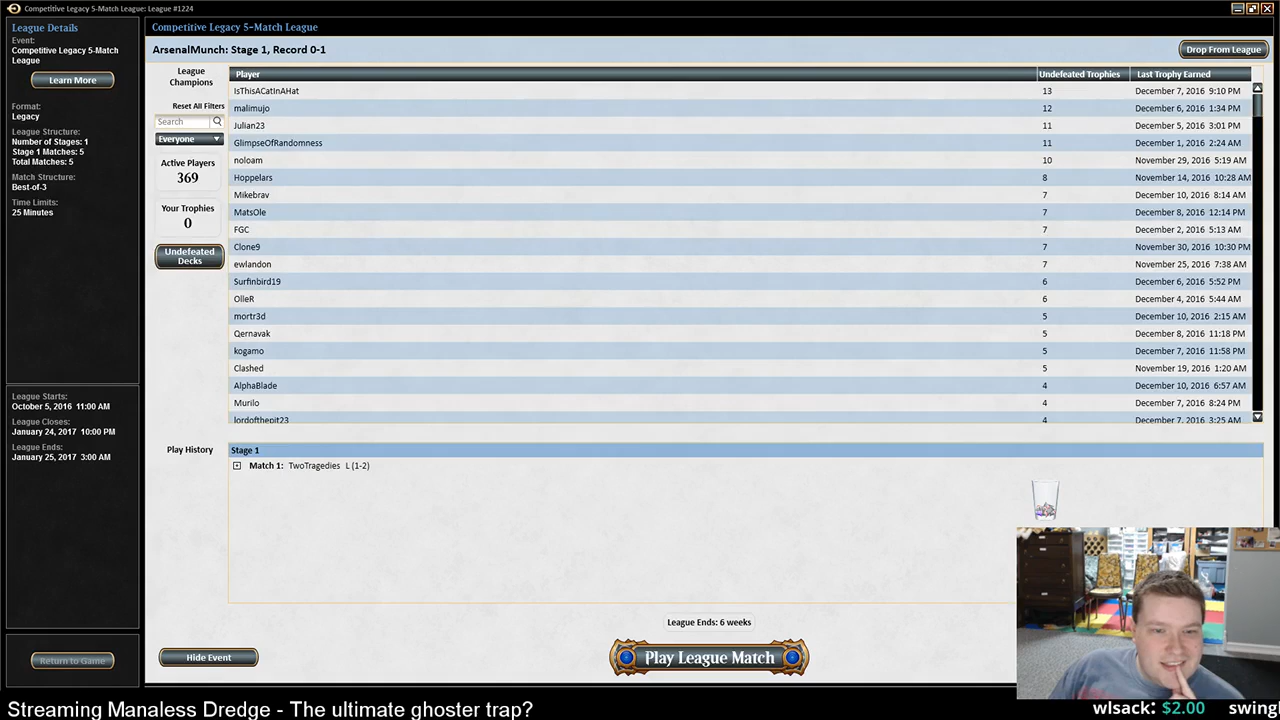 Competitive Legacy 5-Match League: League #1224
League Details
Event:
Competitive Legacy 5-Match
League
Learn More
Format:
Legacy
League Structure:
Number of Stages: 1
Stage 1 Matches: 5
Total Matches: 5
Match Structure:
Best-of-3
Time Limits:
25 Minutes
League Starts:
October 5, 2016 11:00 AM
League Closes:
January 24, 2017 10:00 PM
League Ends:
January 25, 2017 3:00 AM
Return to Game
Competitive Legacy 5-Match League
ArsenalMunch: Stage 1, Record 0-1
Drop From League
League
Champions
Reset All Filters
Search
Everyone
Active Players
369
Your Trophies
0
Undefeated
Decks
Player Undefeated Trophies Last Trophy Earned
IsThisACatInAHat 13 December 7, 2016 9:10 PM
malimujo 12 December 6, 2016 1:34 PM
Julian23 11 December 5, 2016 3:01 PM
GlimpseOfRandomness 11 December 1, 2016 2:24 AM
noloam 10 November 29, 2016 5:19 AM
Hoppelars 8 November 14, 2016 10:28 AM
Mikebrav 7 December 10, 2016 8:14 AM
MatsOle 7 December 8, 2016 12:14 PM
FGC 7 December 2, 2016 5:13 AM
Clone9 7 November 30, 2016 10:30 PM
ewlandon 7 November 25, 2016 7:38 AM
Surfinbird19 6 December 6, 2016 5:52 PM
OlleR 6 December 4, 2016 5:44 AM
mortr3d 5 December 10, 2016 2:15 AM
Qernavak 5 December 8, 2016 11:18 PM
kogamo 5 December 7, 2016 11:58 PM
Clashed 5 November 19, 2016 1:20 AM
AlphaBlade 4 December 10, 2016 6:57 AM
Murilo 4 December 7, 2016 8:24 PM
lordofthepit23 4 December 7, 2016 3:25 AM
Play History
Stage 1
Match 1: TwoTragedies L (1-2)
League Ends: 6 weeks
Hide Event
Play League Match
Streaming Manaless Dredge - The ultimate ghoster trap?
wlsack: $2.00 swing